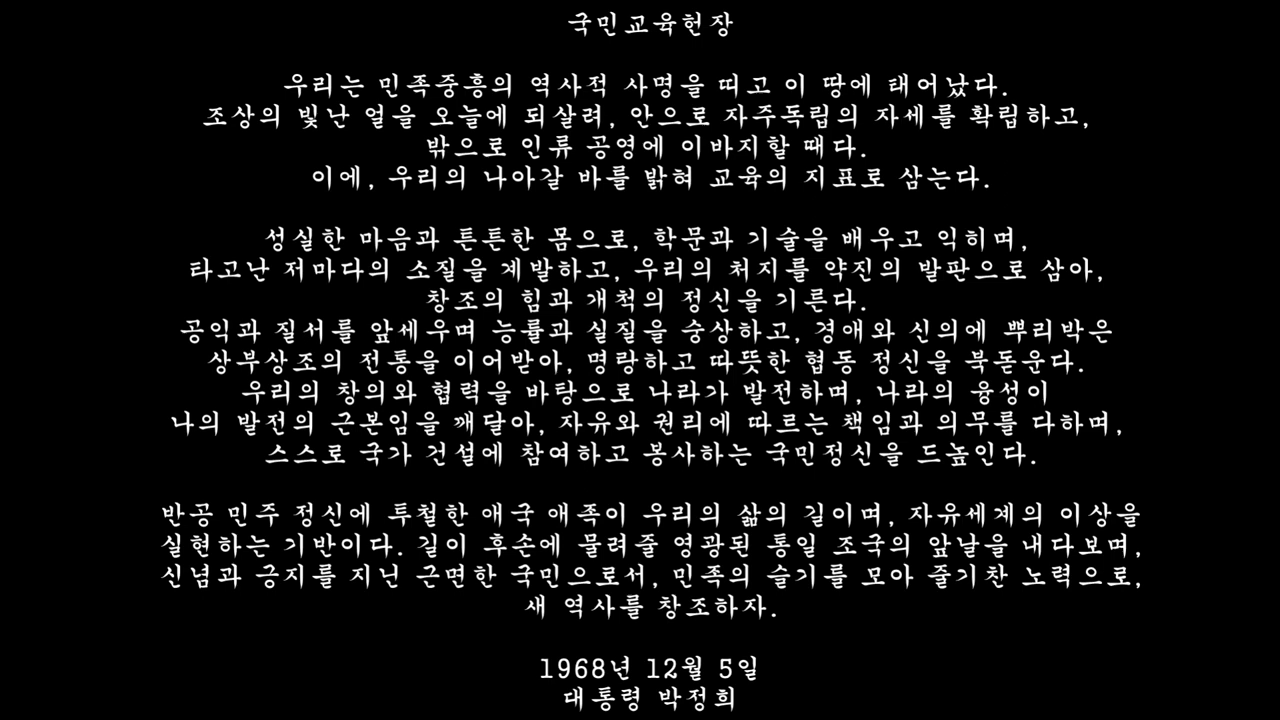 국민교육헌장
우리는 민족중흥의 역사적 사명을 띠고 이 땅에 태어났다.
조상의 빛난 얼을 오늘에 되살려, 안으로 자주독립의 자세를 확립하고,
밖으로 인류 공영에 이바지할 때다.
이에, 우리의 나아갈 바를 밝혀 교육의 지표로 삼는다.
성실한 마음과 튼튼한 몸으로, 학문과 기술을 배우고 익히며,
타고난 저마다의 소질을 계발하고, 우리의 처지를 약진의 발판으로 삼아,
창조의 힘과 개척의 정신을 기른다.
공익과 질서를 앞세우며 능률과 실질을 숭상하고, 경애와 신의에 뿌리박은
상부상조의 전통을 이어받아, 명랑하고 따뜻한 협동 정신을 북돋운다.
우리의 창의와 협력을 바탕으로 나라가 발전하며, 나라의 융성이
나의 발전의 근본임을 깨달아, 자유와 권리에 따르는 책임과 의무를 다하며,
스스로 국가 건설에 참여하고 봉사하는 국민정신을 드높인다.
반공 민주 정신에 투철한 애국 애족이 우리의 삶의 길이며, 자유세계의 이상을
실현하는 기반이다. 길이 후손에 물려줄 영광된 통일 조국의 앞날을 내다보며,
신념과 긍지를 지닌 근면한 국민으로서, 민족의 슬기를 모아 줄기찬 노력으로,
새 역사를 창조하자.
1968년 12월 5일
대통령 박정희